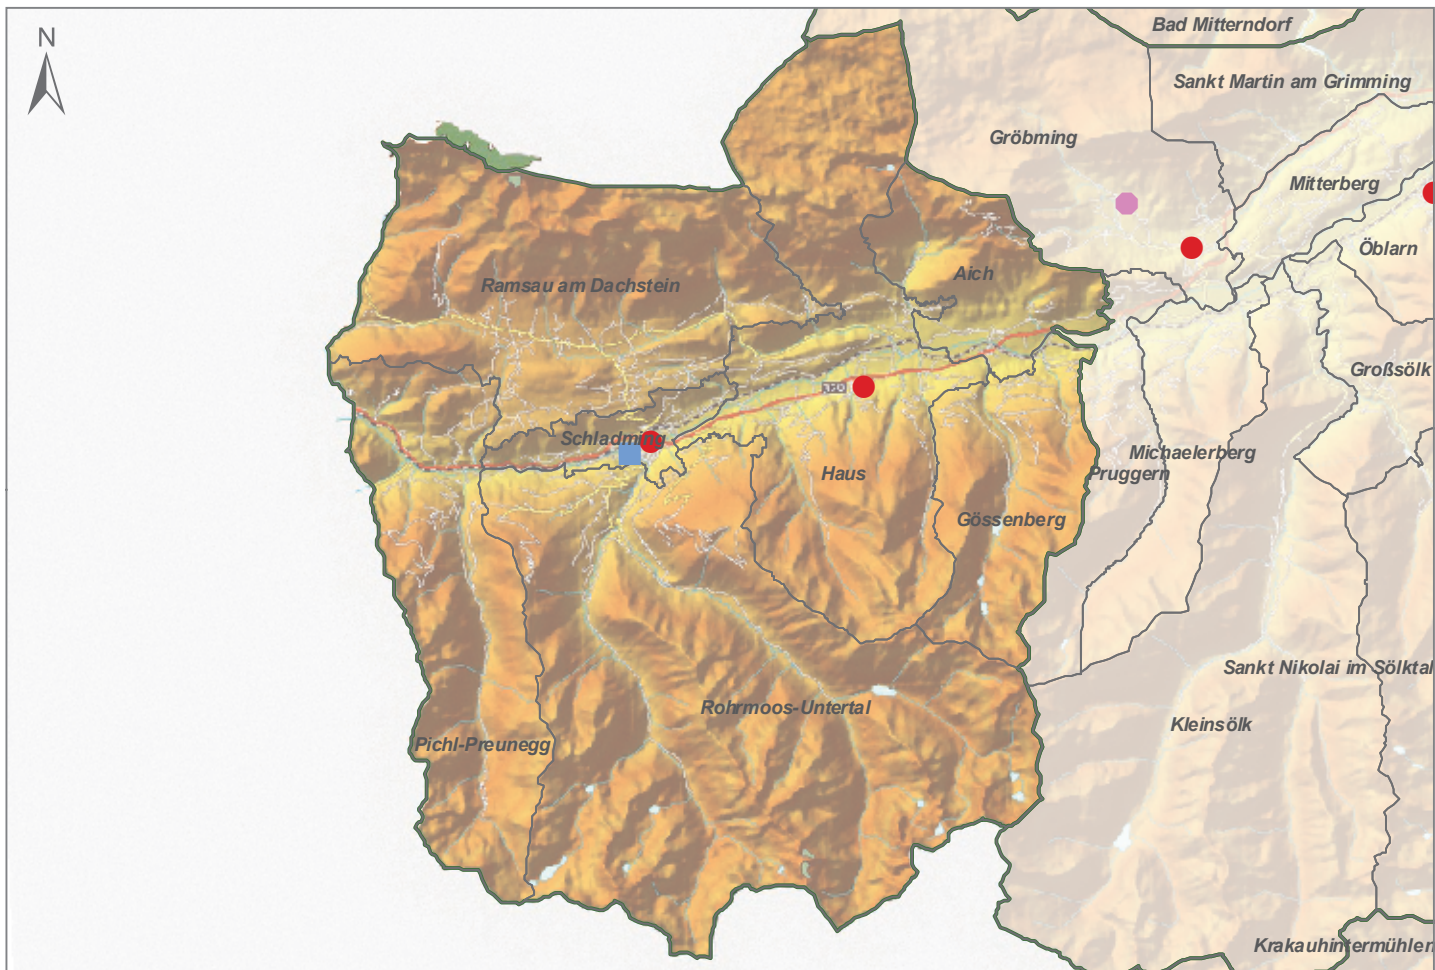 N
Bad Mitterndorf
Sankt Martin am Grimming
Gröbming
Mitterberg
Öblarn
Aich
Ramsau am Dachstein
Großsölk
Schladming
Michaelerberg
Pruggern
Haus
Gössenberg
Sankt Nikolai im Sölktal
Rohrmoos-Untertal
Kleinsölk
Pichl-Preunegg
Krakauhintermühlen